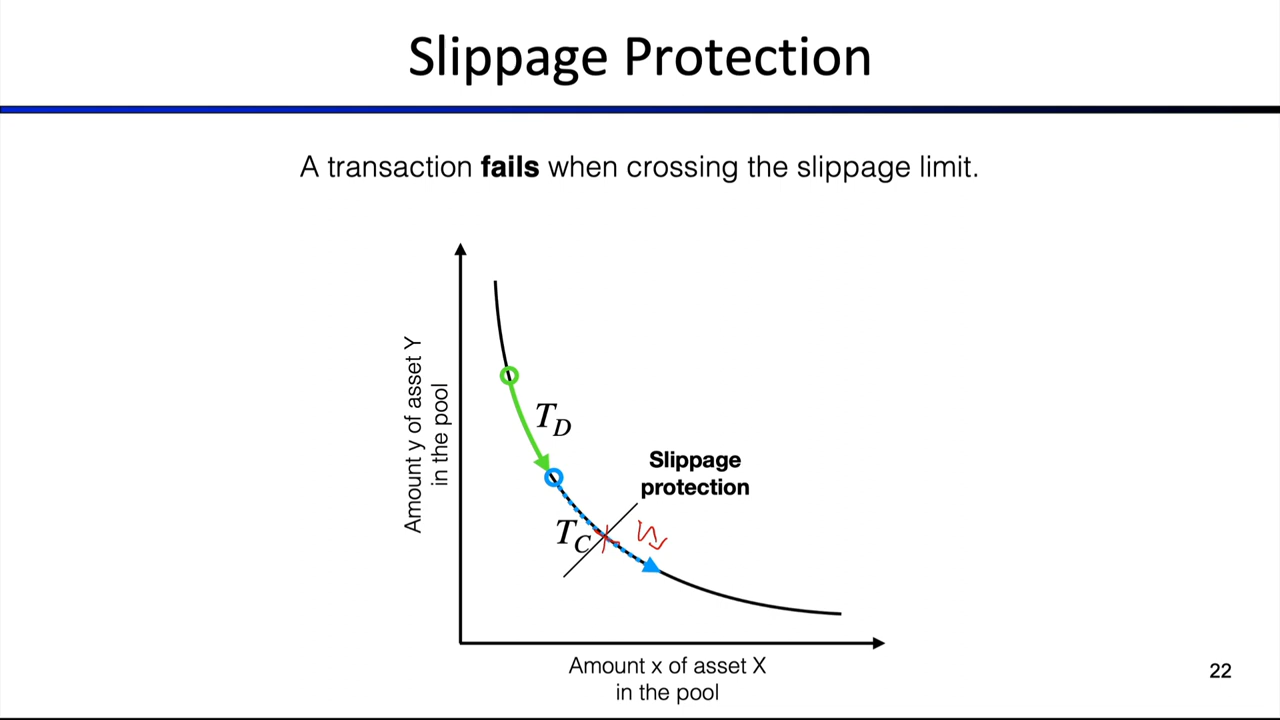 Slippage Protection
A transaction fails when crossing the slippage limit.
Amount y of asset Y
in the pool
T_D
Slippage
protection
T_C
Amount x of asset X
in the pool
22